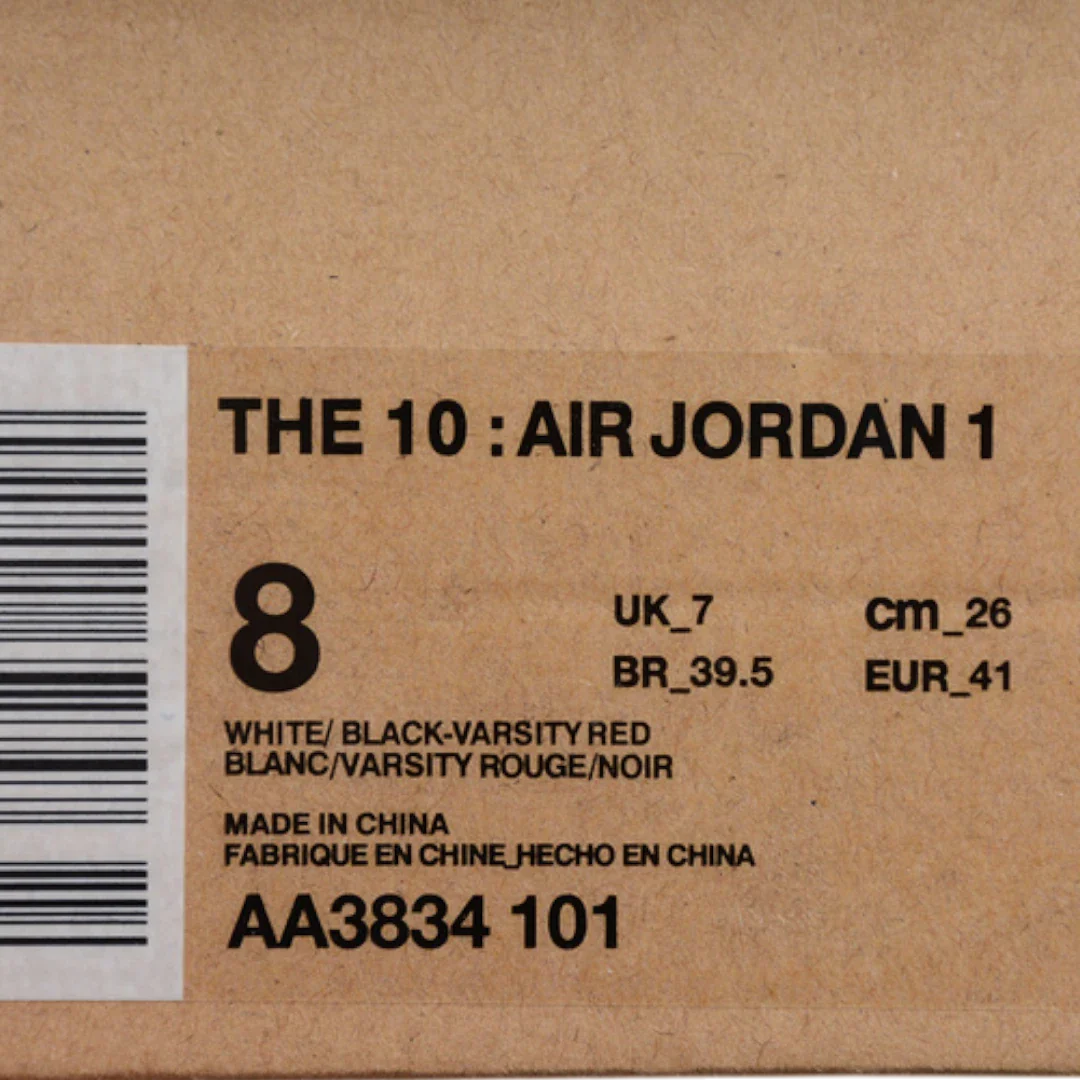 THE 10 : AIR JORDAN 1
8
UK_7 cm_26
BR_39.5 EUR_41
WHITE/ BLACK-VARSITY RED
BLANC/VARSITY ROUGE/NOIR
MADE IN CHINA
FABRIQUE EN CHINE_HECHO EN CHINA
AA3834 101